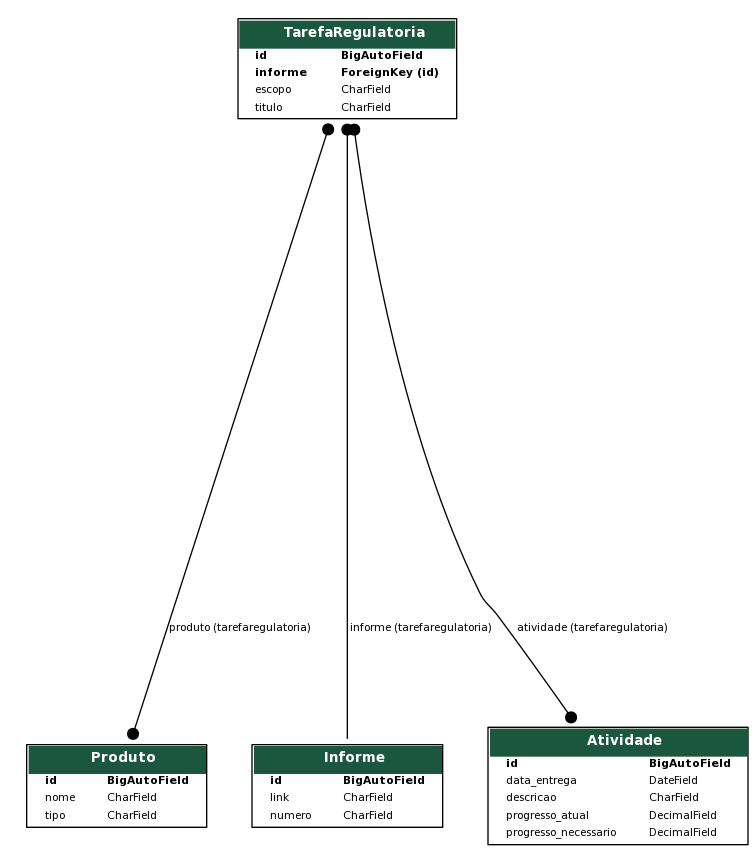 TarefaRegulatoria
id BigAutoField
informe ForeignKey (id)
escopo CharField
titulo CharField
produto (tarefaregulatoria) informe (tarefaregulatoria) atividade (tarefaregulatoria)
Produto
id BigAutoField
nome CharField
tipo CharField
Informe
id BigAutoField
link CharField
numero CharField
Atividade
id BigAutoField
data_entrega DateField
descricao CharField
progresso_atual DecimalField
progresso_necessario DecimalField